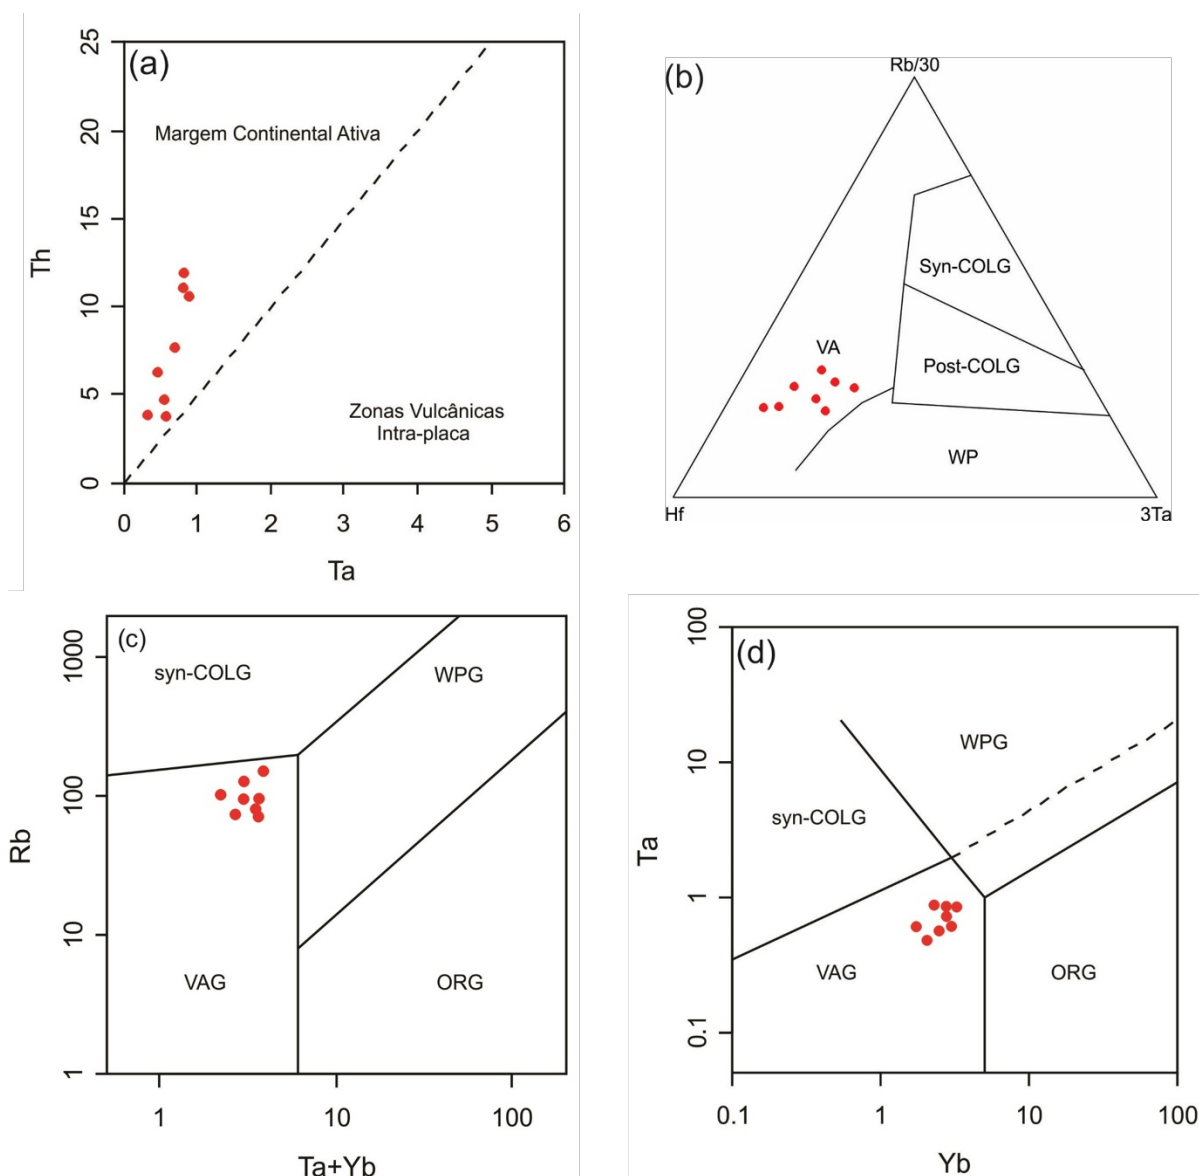 (a)
25
20
15
10
5
0
Th
Margem Continental Ativa
Zonas Vulcânicas
Intra-placa
0 1 2 3 4 5 6
Ta
(b)
Rb/30
Syn-COLG
VA
Post-COLG
WP
Hf
3Ta
(c)
1000
100
10
1
Rb
syn-COLG
WPG
VAG
ORG
1 10 100
Ta+Yb
(d)
100
10
1
0.1
Ta
WPG
syn-COLG
VAG
ORG
0.1 1 10 100
Yb